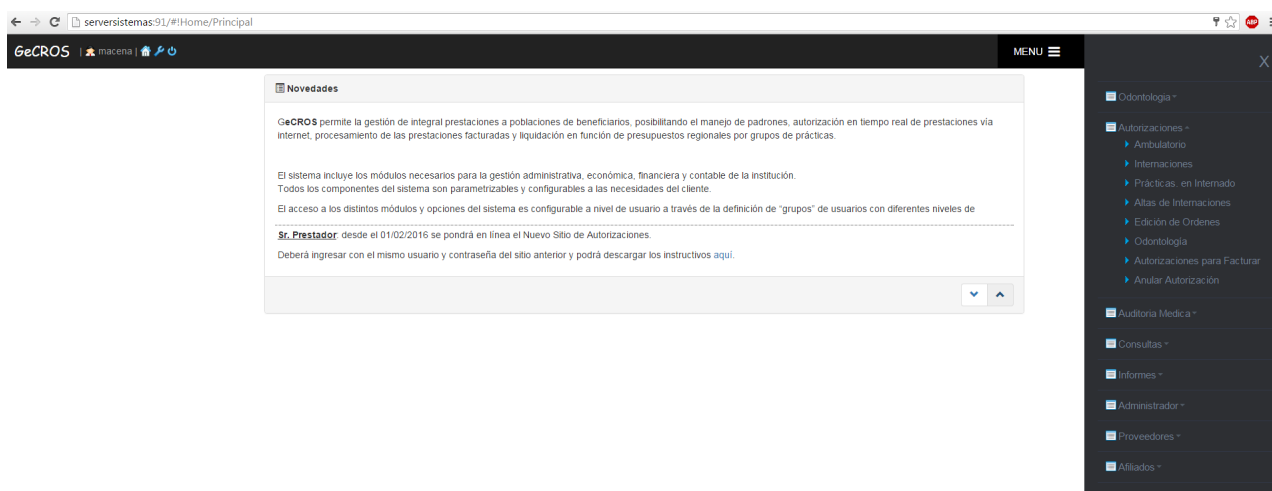 serversistemas:91/#!Home/Principal
ABP
GeCROS | macena |
MENU
X
Novedades
GeCROS permite la gestión de integral prestaciones a poblaciones de beneficiarios, posibilitando el manejo de padrones, autorización en tiempo real de prestaciones vía
internet, procesamiento de las prestaciones facturadas y liquidación en función de presupuestos regionales por grupos de prácticas.
El sistema incluye los módulos necesarios para la gestión administrativa, económica, financiera y contable de la institución.
Todos los componentes del sistema son parametrizables y configurables a las necesidades del cliente.
El acceso a los distintos módulos y opciones del sistema es configurable a nivel de usuario a través de la definición de "grupos" de usuarios con diferentes niveles de
Sr. Prestador: desde el 01/02/2016 se pondrá en línea el Nuevo Sitio de Autorizaciones.
Deberá ingresar con el mismo usuario y contraseña del sitio anterior y podrá descargar los instructivos aquí.
Odontologia
Autorizaciones
Ambulatorio
Internaciones
Prácticas. en Internado
Altas de Internaciones
Edición de Ordenes
Odontología
Autorizaciones para Facturar
Anular Autorización
Auditoria Medica
Consultas
Informes
Administrador
Proveedores
Afiliados